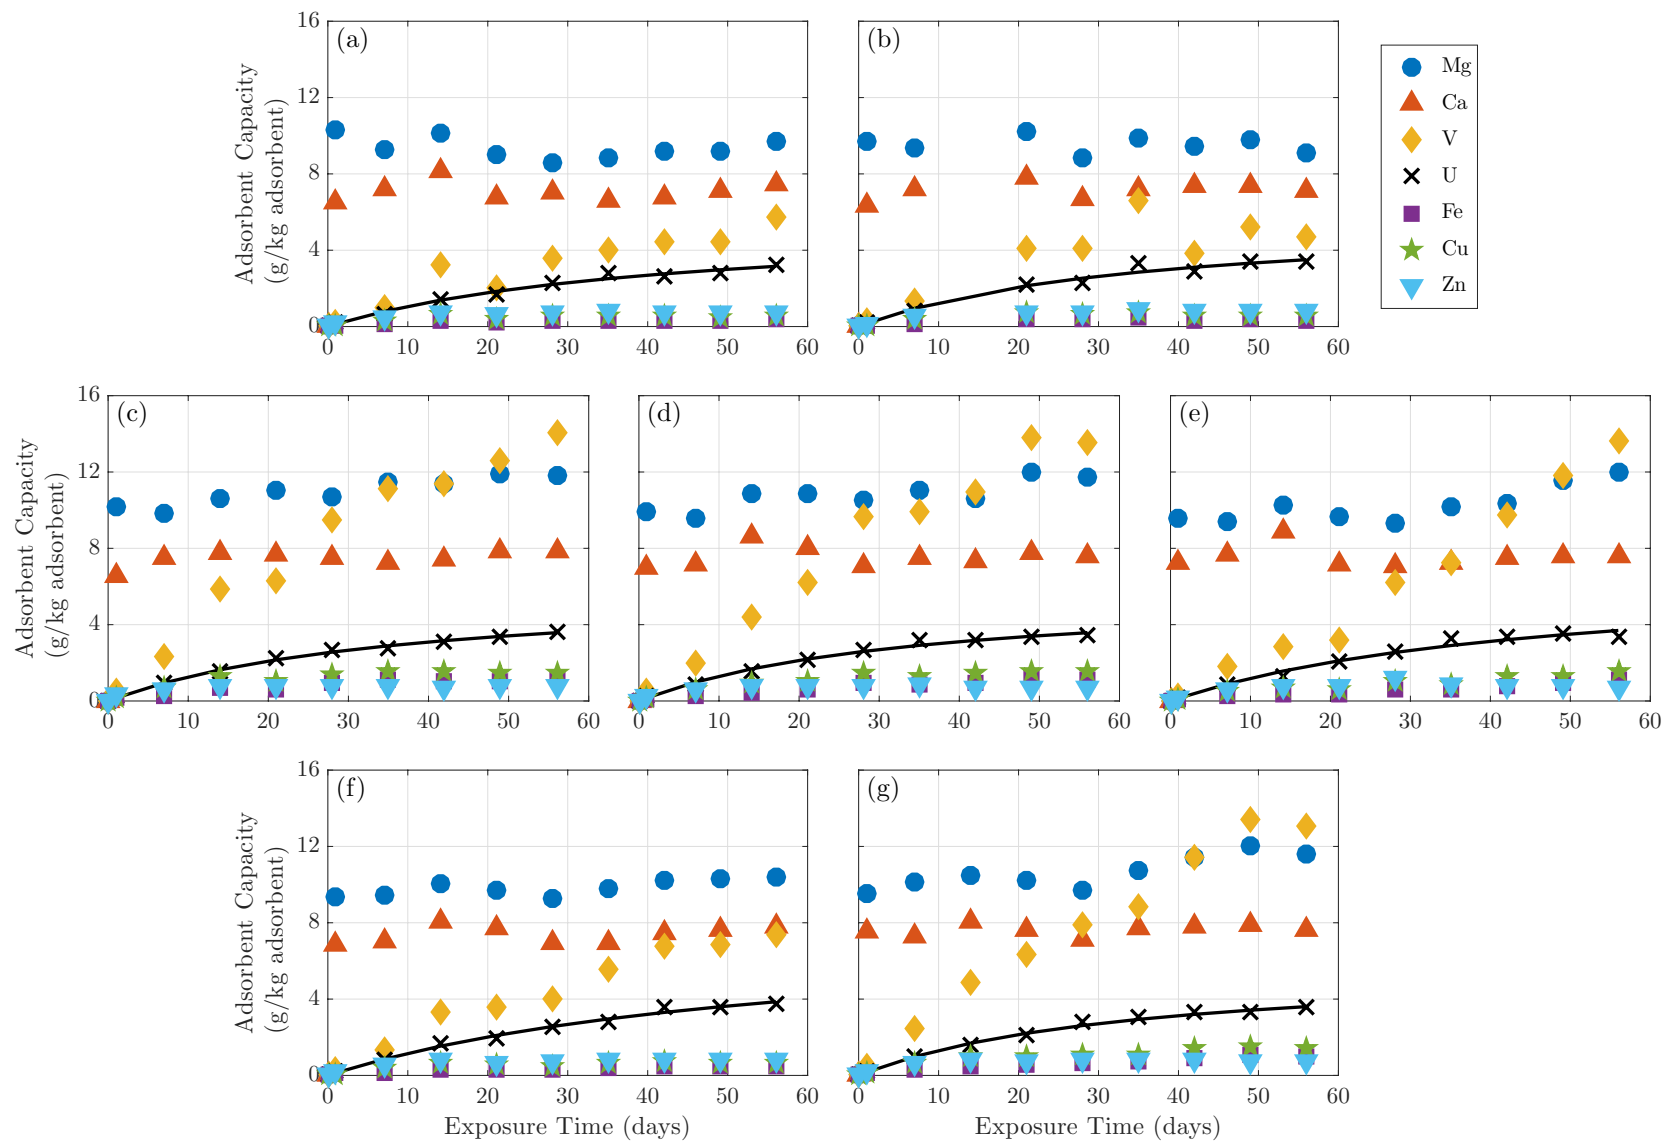 (a)
16
12
8
4
0
0 10 20 30 40 50 60
Adsorbent Capacity
(g/kg adsorbent)
(b)
16
12
8
4
0
0 10 20 30 40 50 60
Mg
Ca
V
U
Fe
Cu
Zn
(c)
16
12
8
4
0
0 10 20 30 40 50 60
Adsorbent Capacity
(g/kg adsorbent)
(d)
16
12
8
4
0
0 10 20 30 40 50 60
(e)
16
12
8
4
0
0 10 20 30 40 50 60
(f)
16
12
8
4
0
0 10 20 30 40 50 60
Adsorbent Capacity
(g/kg adsorbent)
Exposure Time (days)
(g)
16
12
8
4
0
0 10 20 30 40 50 60
Exposure Time (days)